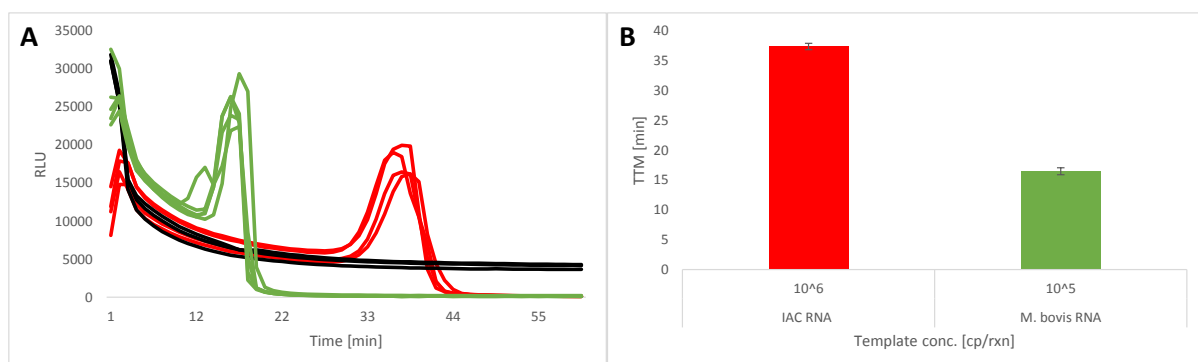 A
35000
30000
25000
20000
15000
10000
5000
0
RLU
1 12 22 33 44 55
Time [min]
B
40
35
30
25
20
15
10
5
0
TTM [min]
10^6 10^5
IAC RNA M. bovis RNA
Template conc. [cp/rxn]